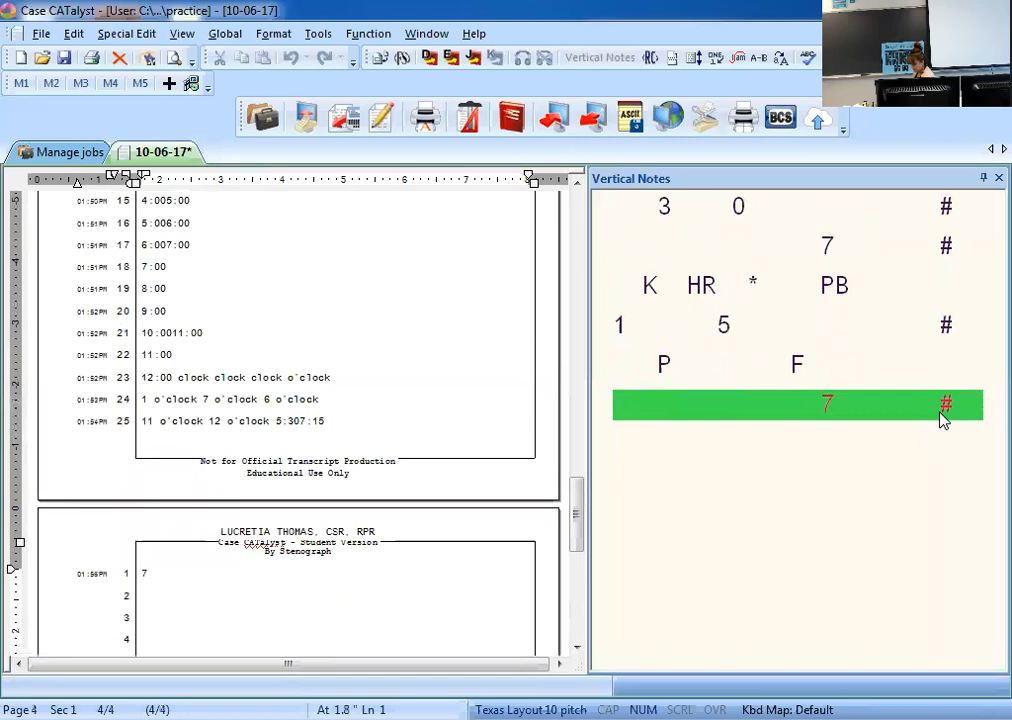 Case CATalyst - [User: C:\...\practice] - [10-06-17]
File Edit Special Edit View Global Format Tools Function Window Help
Vertical Notes
M1 M2 M3 M4 M5
ASCII BCS
Manage jobs 10-06-17*
01:50PM 15 4:005:00
01:51PM 16 5:006:00
01:51PM 17 6:007:00
01:51PM 18 7:00
01:51PM 19 8:00
01:52PM 20 9:00
01:52PM 21 10:0011:00
01:52PM 22 11:00
01:52PM 23 12:00 clock clock clock o'clock
01:53PM 24 1 o'clock 7 o'clock 6 o'clock
01:54PM 25 11 o'clock 12 o'clock 5:307:15
Not for Official Transcript Production
Educational Use Only
LUCRETIA THOMAS, CSR, RPR
Case CATalyst - Student Version
By Stenograph
01:56PM 1 7
2
3
4
Vertical Notes
3 0 #
7 #
K HR * PB
1 5 #
P F
7 #
Page 4 Sec 1 4/4 (4/4) At 1.8" Ln 1 Texas Layout 10 pitch CAP NUM SCRL OVR Kbd Map: Default